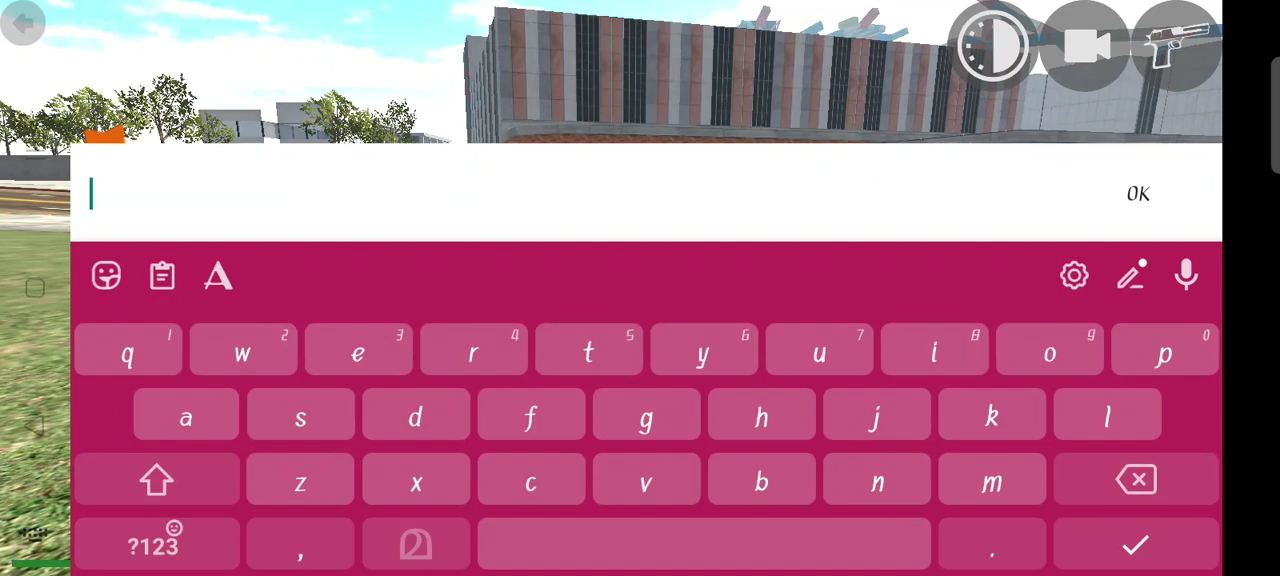 OK
1 2 3 4 5 6 7 8 9 0
q w e r t y u i o p
a s d f g h j k l
z x c v b n m
?123 , മ .